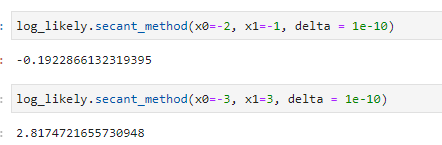 : log_likely.secant_method(x0=-2, x1=-1, delta = 1e-10)
: -0.1922866132319395
: log_likely.secant_method(x0=-3, x1=3, delta = 1e-10)
: 2.8174721655730948